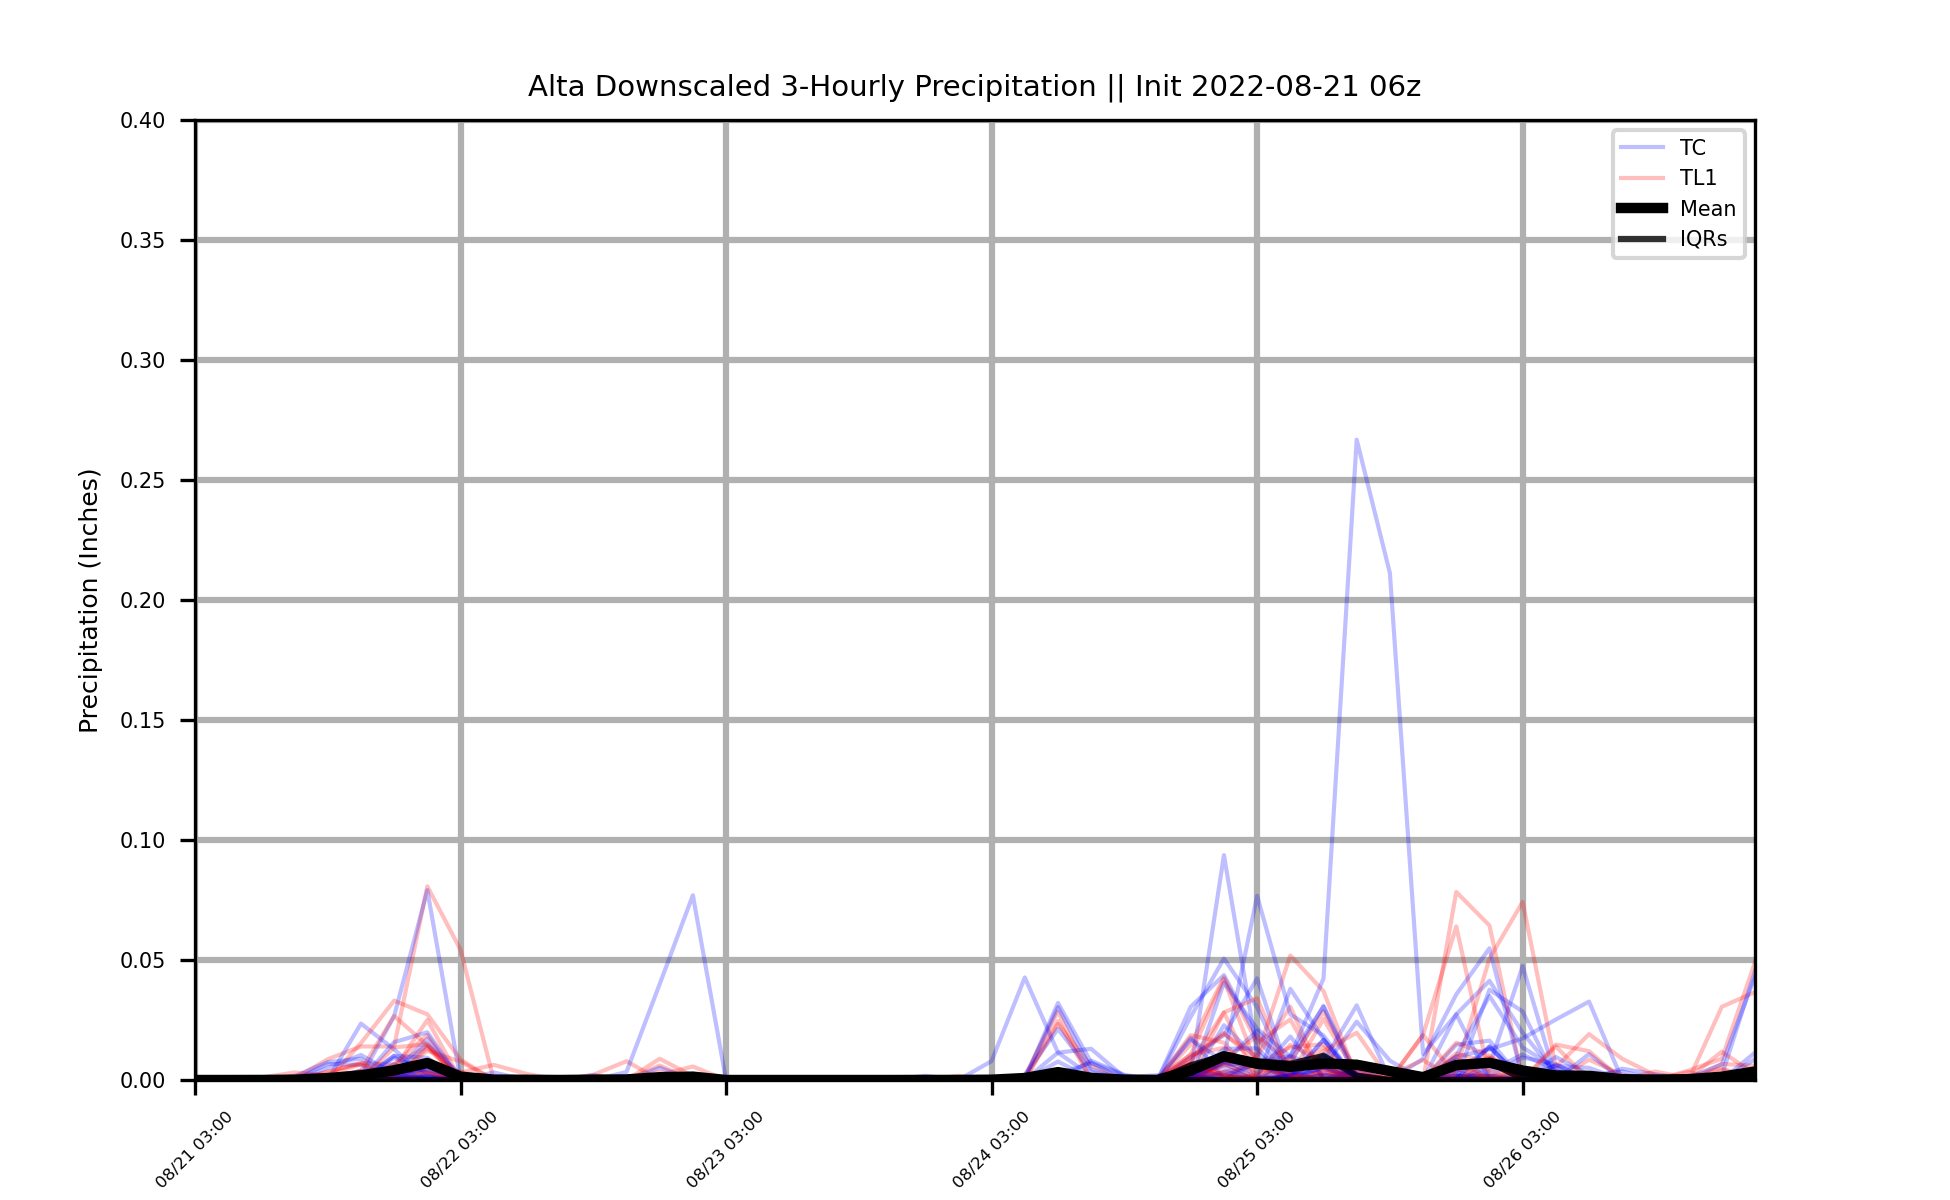 Alta Downscaled 3-Hourly Precipitation || Init 2022-08-21 06z
Precipitation (Inches)
0.40
0.35
0.30
0.25
0.20
0.15
0.10
0.05
0.00
TC
TL1
Mean
IQRs
08/21 03:00
08/22 03:00
08/23 03:00
08/24 03:00
08/25 03:00
08/26 03:00